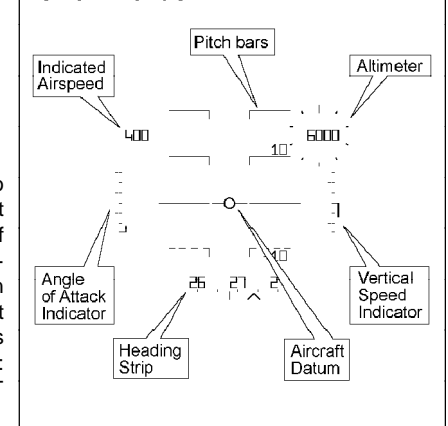 Pitch bars
Indicated
Airspeed
Altimeter
400
6000
10
-10
26 27 2
Angle
of Attack
Indicator
Vertical
Speed
Indicator
Heading
Strip
Aircraft
Datum